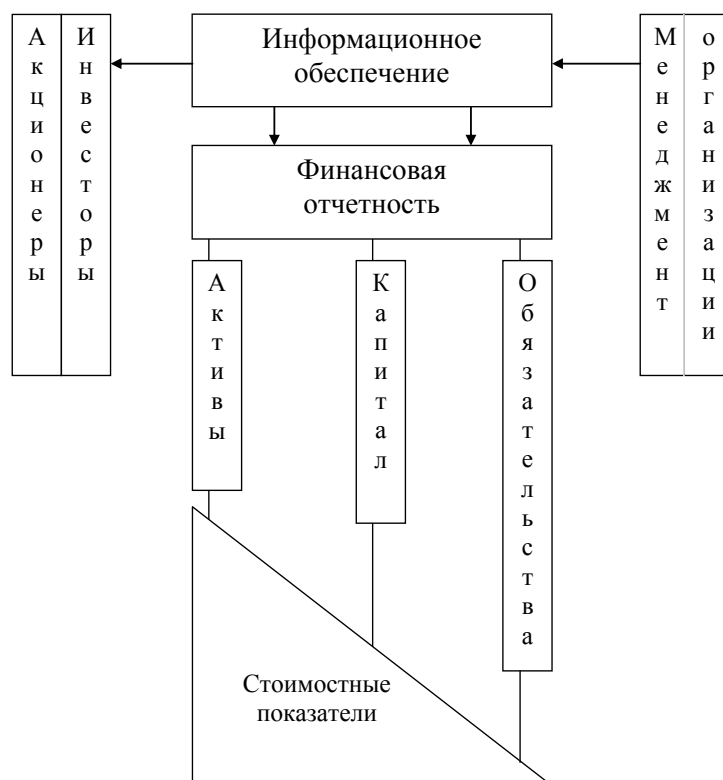 Акционеры
Инвесторы
Информационное
обеспечение
Менеджмент
организации
Финансовая
отчетность
Активы
Капитал
Обязательства
Стоимостные
показатели